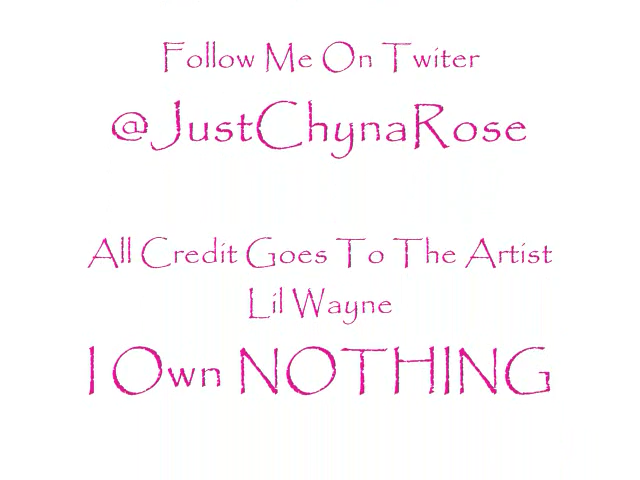 Follow Me On Twiter
@JustChynaRose
All Credit Goes To The Artist
Lil Wayne
I Own NOTHING